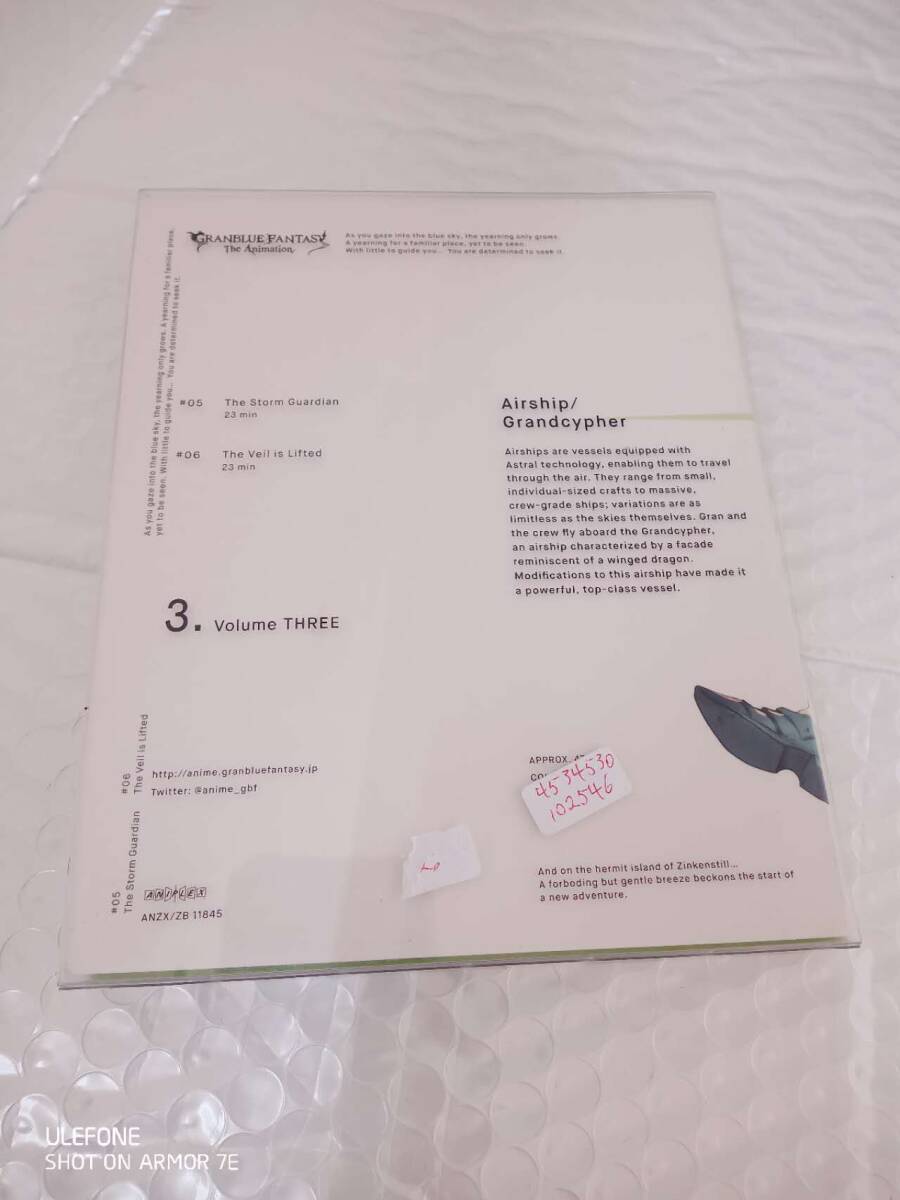 GRANBLUE FANTASY
The Animation
As you gaze into the blue sky, the yearning only grows.
A yearning for a familiar place, yet to be seen.
With little to guide you... You are determined to seek it.
As you gaze into the blue sky, the yearning only grows. A yearning for a familiar place,
yet to be seen. With little to guide you... You are determined to seek it.
#05 The Storm Guardian
23 min
#06 The Veil is Lifted
23 min
Airship/
Grandcypher
Airships are vessels equipped with
Astral technology, enabling them to travel
through the air. They range from small,
individual-sized crafts to massive,
crew-grade ships; variations are as
limitless as the skies themselves. Gran and
the crew fly aboard the Grandcypher,
an airship characterized by a facade
reminiscent of a winged dragon.
Modifications to this airship have made it
a powerful, top-class vessel.
3. Volume THREE
#05 #06
The Storm Guardian The Veil is Lifted
http://anime.granbluefantasy.jp
Twitter: @anime_gbf
APPROX.
4534530
102546
And on the hermit island of Zinkenstill...
A forboding but gentle breeze beckons the start of
a new adventure.
ANIPLEX
ANZX/ZB 11845
ULEFONE
SHOT ON ARMOR 7E